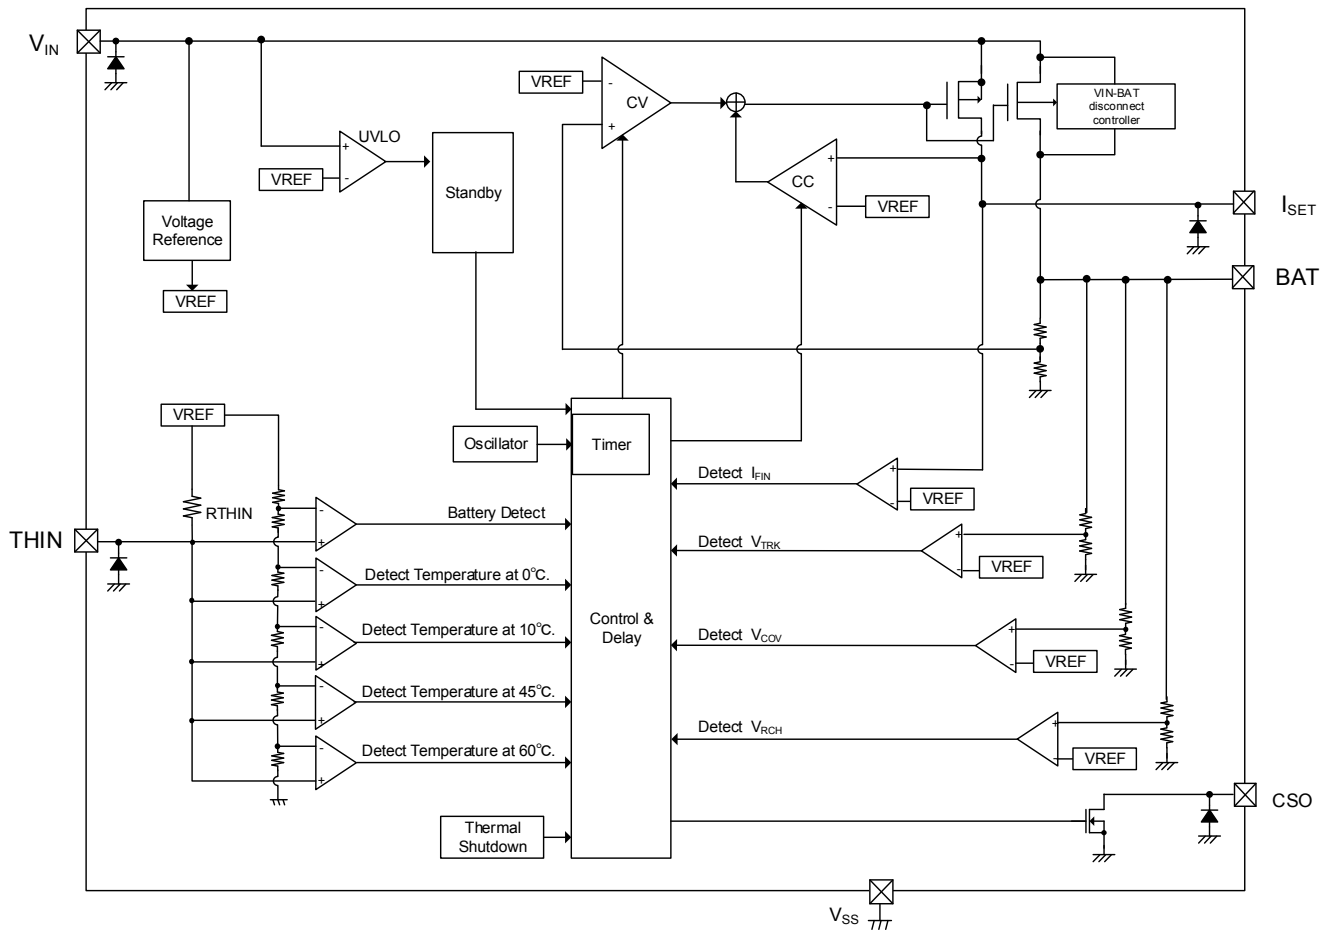 VIN
VREF
-
CV
+
VIN-BAT
disconnect
controller
UVLO
+
VREF
-
Standby
+
CC
-
VREF
ISET
Voltage
Reference
VREF
BAT
VREF
Oscillator
Timer
Detect IFIN
+
-
VREF
RTHIN
THIN
-
+
Battery Detect
Detect VTRK
+
-
VREF
-
+
Detect Temperature at 0℃.
Control &
Delay
-
+
Detect Temperature at 10℃.
Detect VCOV
+
-
VREF
-
+
Detect Temperature at 45℃.
Detect VRCH
+
-
VREF
-
+
Detect Temperature at 60℃.
Thermal
Shutdown
CSO
VSS